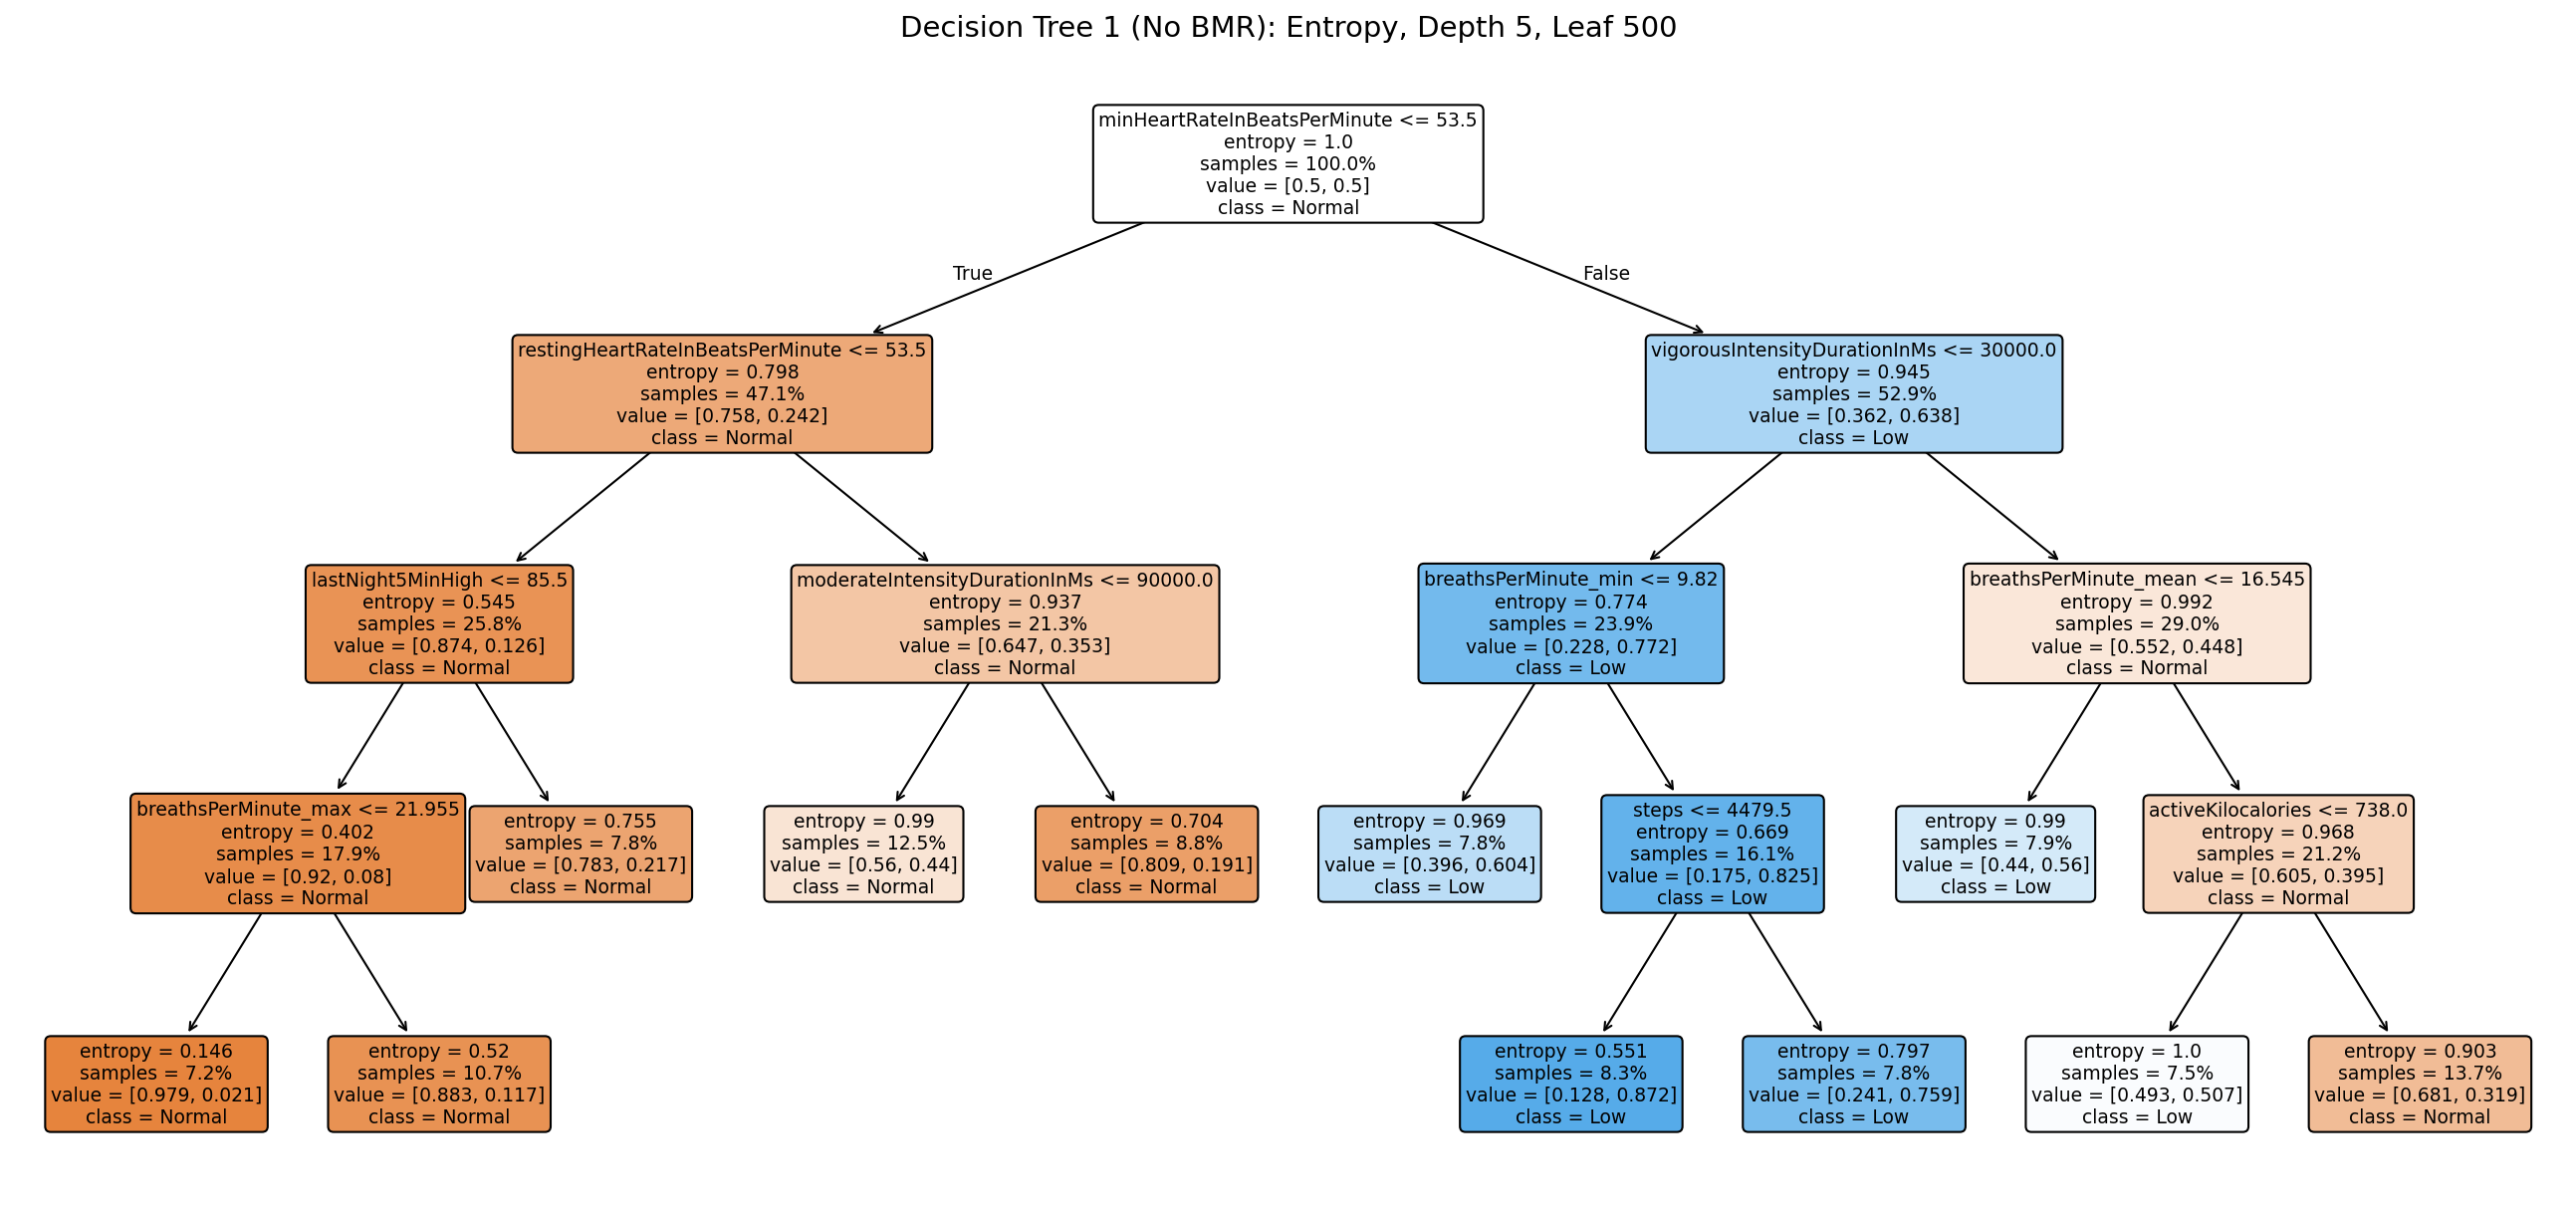 Decision Tree 1 (No BMR): Entropy, Depth 5, Leaf 500
minHeartRateInBeatsPerMinute <= 53.5
entropy = 1.0
samples = 100.0%
value = [0.5, 0.5]
class = Normal
True
False
restingHeartRateInBeatsPerMinute <= 53.5
entropy = 0.798
samples = 47.1%
value = [0.758, 0.242]
class = Normal
vigorousIntensityDurationInMs <= 30000.0
entropy = 0.945
samples = 52.9%
value = [0.362, 0.638]
class = Low
lastNight5MinHigh <= 85.5
entropy = 0.545
samples = 25.8%
value = [0.874, 0.126]
class = Normal
moderateIntensityDurationInMs <= 90000.0
entropy = 0.937
samples = 21.3%
value = [0.647, 0.353]
class = Normal
breathsPerMinute_min <= 9.82
entropy = 0.774
samples = 23.9%
value = [0.228, 0.772]
class = Low
breathsPerMinute_mean <= 16.545
entropy = 0.992
samples = 29.0%
value = [0.552, 0.448]
class = Normal
breathsPerMinute_max <= 21.955
entropy = 0.402
samples = 17.9%
value = [0.92, 0.08]
class = Normal
entropy = 0.755
samples = 7.8%
value = [0.783, 0.217]
class = Normal
entropy = 0.99
samples = 12.5%
value = [0.56, 0.44]
class = Normal
entropy = 0.704
samples = 8.8%
value = [0.809, 0.191]
class = Normal
entropy = 0.969
samples = 7.8%
value = [0.396, 0.604]
class = Low
steps <= 4479.5
entropy = 0.669
samples = 16.1%
value = [0.175, 0.825]
class = Low
entropy = 0.99
samples = 7.9%
value = [0.44, 0.56]
class = Low
activeKilocalories <= 738.0
entropy = 0.968
samples = 21.2%
value = [0.605, 0.395]
class = Normal
entropy = 0.146
samples = 7.2%
value = [0.979, 0.021]
class = Normal
entropy = 0.52
samples = 10.7%
value = [0.883, 0.117]
class = Normal
entropy = 0.551
samples = 8.3%
value = [0.128, 0.872]
class = Low
entropy = 0.797
samples = 7.8%
value = [0.241, 0.759]
class = Low
entropy = 1.0
samples = 7.5%
value = [0.493, 0.507]
class = Low
entropy = 0.903
samples = 13.7%
value = [0.681, 0.319]
class = Normal